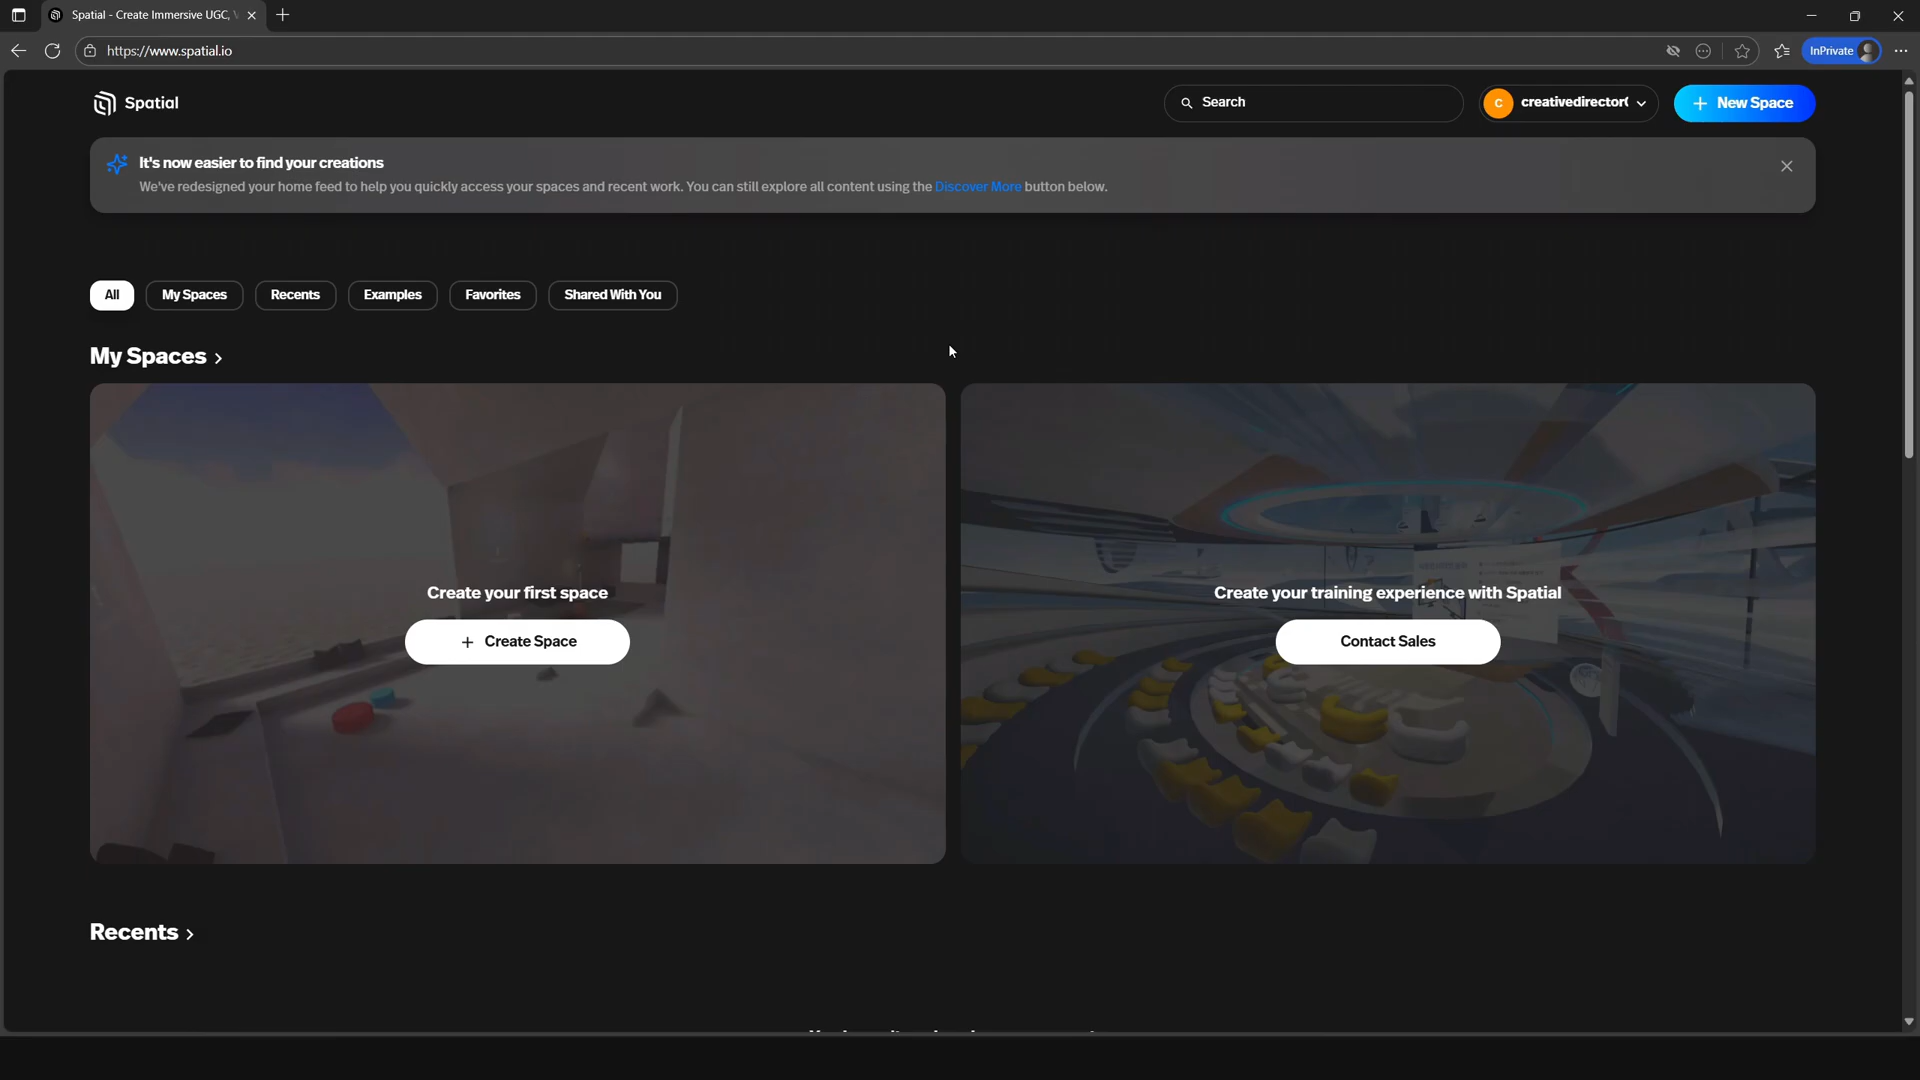 Spatial - Create Immersive UGC,
https://www.spatial.io
InPrivate
Spatial
Search
C
creativedirector(
+ New Space
It's now easier to find your creations
We've redesigned your home feed to help you quickly access your spaces and recent work. You can still explore all content using the Discover More button below.
All
My Spaces
Recents
Examples
Favorites
Shared With You
My Spaces >
Create your first space
+ Create Space
Create your training experience with Spatial
Contact Sales
Recents >